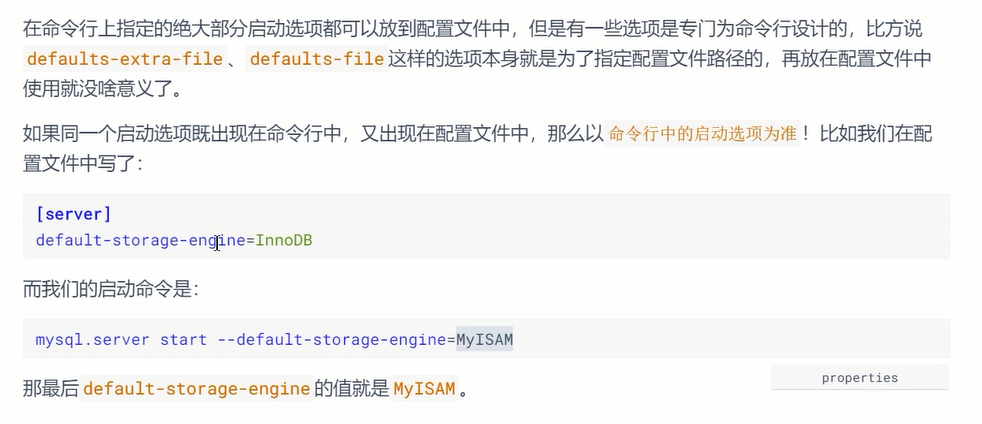 在命令行上指定的绝大部分启动选项都可以放到配置文件中，但是有一些选项是专门为命令行设计的，比方说
defaults-extra-file 、 defaults-file 这样的选项本身就是为了指定配置文件路径的，再放在配置文件中
使用就没啥意义了。
如果同一个启动选项既出现在命令行中，又出现在配置文件中，那么以 命令行中的启动选项为准 ！比如我们在配
置文件中写了：
[server]
default-storage-engine=InnoDB
而我们的启动命令是：
mysql.server start --default-storage-engine=MyISAM
那最后 default-storage-engine 的值就是 MyISAM 。
properties